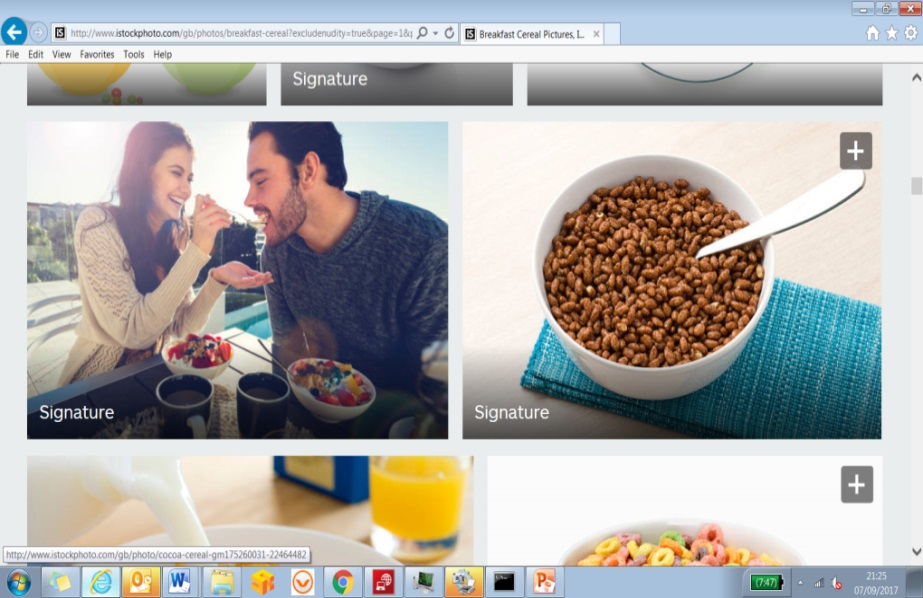 http://www.istockphoto.com/gb/photos/breakfast-cereal?excludenudity=true&page=1&
Breakfast Cereal Pictures, I...
File Edit View Favorites Tools Help
Signature
Signature
Signature
http://www.istockphoto.com/gb/photo/cocoa-cereal-gm175260031-22464482
(7:47)
21:25
07/09/2017